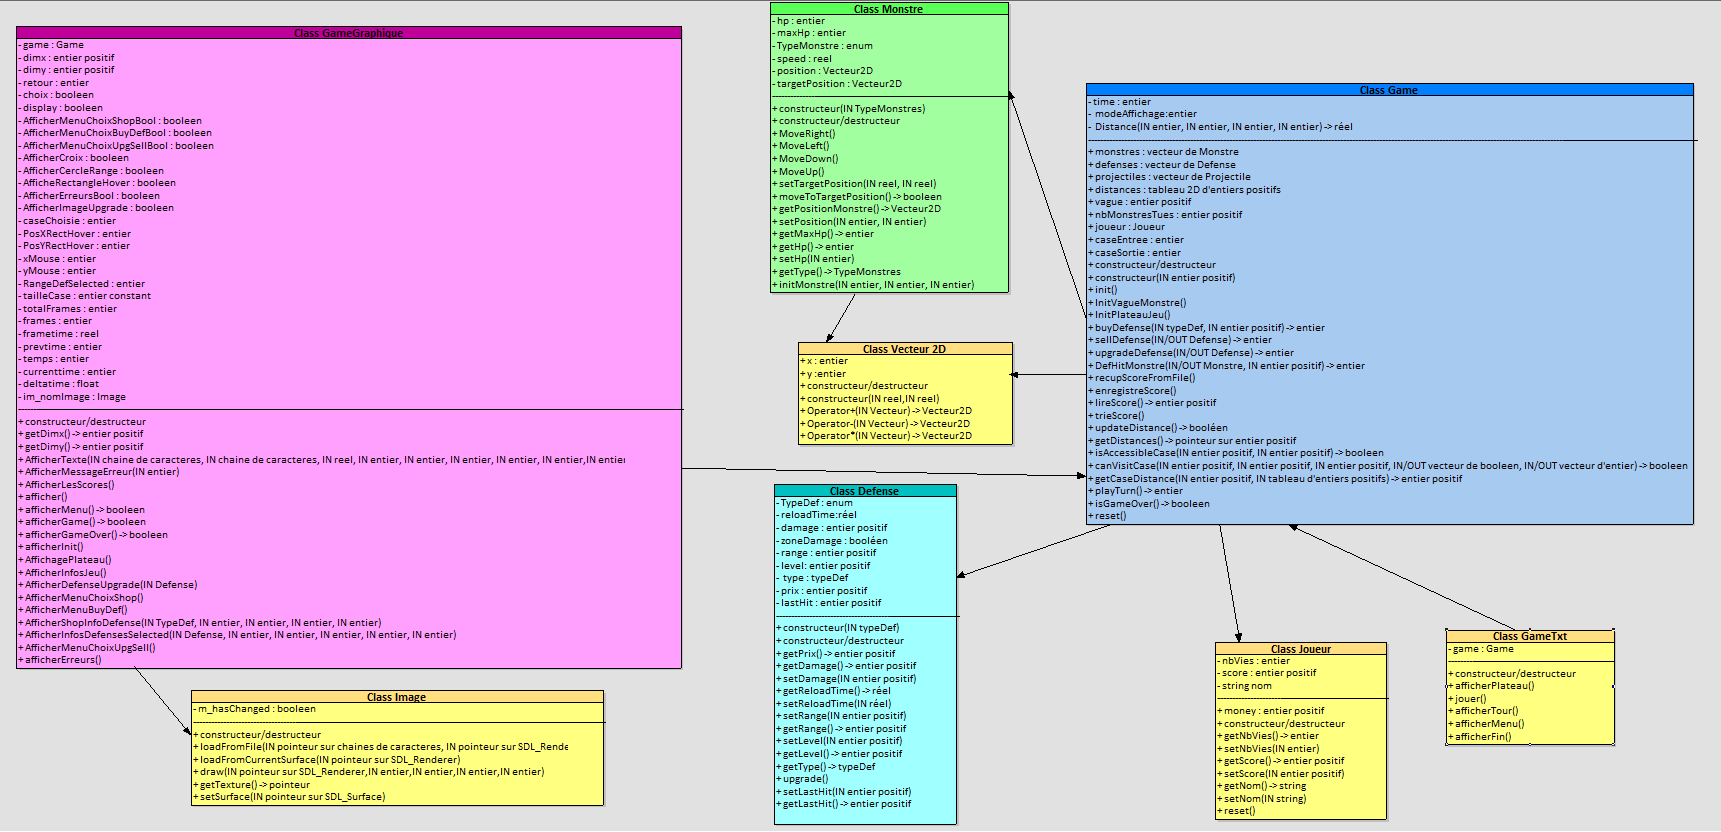 Class GameGraphique
- game : Game
- dimx : entier positif
- dimy : entier positif
- retour : entier
- choix : booleen
- display : booleen
- AfficherMenuChoixShopBool : booleen
- AfficherMenuChoixBuyDefBool : booleen
- AfficherMenuChoixUpgSellBool : booleen
- AfficherCroix : booleen
- AfficherCercleRange : booleen
- AfficheRectangleHover : booleen
- AfficherErreursBool : booleen
- AfficherImageUpgrade : booleen
- caseChoisie : entier
- PosXRectHover : entier
- PosYRectHover : entier
- xMouse : entier
- yMouse : entier
- RangeDefSelected : entier
- tailleCase : entier constant
- totalFrames : entier
- frames : entier
- frametime : reel
- prevtime : entier
- temps : entier
- currenttime : entier
- deltatime : float
- im_nomImage : Image
+ constructeur/destructeur
+ getDimx() -> entier positif
+ getDimy() -> entier positif
+ AfficherTexte(IN chaine de caracteres, IN chaine de caracteres, IN reel, IN entier, IN entier, IN entier, IN entier, IN entier,IN entier
+ AfficherMessageErreur(IN entier)
+ AfficherLesScores()
+ afficher()
+ afficherMenu() -> booleen
+ afficherGame() -> booleen
+ afficherGameOver() -> booleen
+ afficherInit()
+ AffichagePlateau()
+ AfficherInfosJeu()
+ AfficherDefenseUpgrade(IN Defense)
+ AfficherMenuChoixShop()
+ AfficherMenuBuyDef()
+ AfficherShopInfoDefense(IN TypeDef, IN entier, IN entier, IN entier, IN entier)
+ AfficherInfosDefensesSelected(IN Defense, IN entier, IN entier, IN entier, IN entier, IN entier)
+ AfficherMenuChoixUpgSell()
+ afficherErreurs()
Class Image
- m_hasChanged : booleen
+ constructeur/destructeur
+ loadFromFile(IN pointeur sur chaines de caracteres, IN pointeur sur SDL_Rende
+ loadFromCurrentSurface(IN pointeur sur SDL_Renderer)
+ draw(IN pointeur sur SDL_Renderer,IN entier,IN entier,IN entier,IN entier)
+ getTexture() -> pointeur
+ setSurface(IN pointeur sur SDL_Surface)
Class Monstre
- hp : entier
- maxHp : entier
- TypeMonstre : enum
- speed : reel
- position : Vecteur2D
- targetPosition : Vecteur2D
+ constructeur(IN TypeMonstres)
+ constructeur/destructeur
+ MoveRight()
+ MoveLeft()
+ MoveDown()
+ MoveUp()
+ setTargetPosition(IN reel, IN reel)
+ moveToTargetPosition() -> booleen
+ getPositionMonstre() -> Vecteur2D
+ setPosition(IN entier, IN entier)
+ getMaxHp() -> entier
+ getHp() -> entier
+ setHp(IN entier)
+ getType() -> TypeMonstres
+ initMonstre(IN entier, IN entier, IN entier)
Class Vecteur 2D
+ x : entier
+ y :entier
+ constructeur/destructeur
+ constructeur(IN reel,IN reel)
+ Operator+(IN Vecteur) -> Vecteur2D
+ Operator-(IN Vecteur) -> Vecteur2D
+ Operator*(IN Vecteur) -> Vecteur2D
Class Defense
- TypeDef : enum
- reloadTime:réel
- damage : entier positif
- zoneDamage : booléen
- range : entier positif
- level: entier positif
- type : typeDef
- prix : entier positif
- lastHit : entier positif
+ constructeur(IN typeDef)
+ constructeur/destructeur
+ getPrix() -> entier positif
+ getDamage() -> entier positif
+ setDamage(IN entier positif)
+ getReloadTime() -> réel
+ setReloadTime(IN réel)
+ setRange(IN entier positif)
+ getRange() -> entier positif
+ setLevel(IN entier positif)
+ getLevel() -> entier positif
+ getType() -> typeDef
+ upgrade()
+ setLastHit(IN entier positif)
+ getLastHit() -> entier positif
Class Game
- time : entier
- modeAffichage:entier
- Distance(IN entier, IN entier, IN entier, IN entier) -> réel
+ monstres : vecteur de Monstre
+ defenses : vecteur de Defense
+ projectiles : vecteur de Projectile
+ distances : tableau 2D d'entiers positifs
+ vague : entier positif
+ nbMonstresTues : entier positif
+ joueur : Joueur
+ caseEntree : entier
+ caseSortie : entier
+ constructeur/destructeur
+ constructeur(IN entier positif)
+ init()
+ InitVagueMonstre()
+ InitPlateauJeu()
+ buyDefense(IN typeDef, IN entier positif) -> entier
+ sellDefense(IN/OUT Defense) -> entier
+ upgradeDefense(IN/OUT Defense) -> entier
+ DefHitMonstre(IN/OUT Monstre, IN entier positif) -> entier
+ recupScoreFromFile()
+ enregistreScore()
+ lireScore() -> entier positif
+ trieScore()
+ updateDistance() -> booléen
+ getDistances() -> pointeur sur entier positif
+ isAccessibleCase(IN entier positif, IN entier positif) -> booleen
+ canVisitCase(IN entier positif, IN entier positif, IN entier positif, IN/OUT vecteur de booleen, IN/OUT vecteur d'entier) -> booleen
+ getCaseDistance(IN entier positif, IN tableau d'entiers positifs) -> entier positif
+ playTurn() -> entier
+ isGameOver() -> booleen
+ reset()
Class Joueur
- nbVies : entier
- score : entier positif
- string nom
+ money : entier positif
+ constructeur/destructeur
+ getNbVies() -> entier
+ setNbVies(IN entier)
+ getScore() -> entier positif
+ setScore(IN entier positif)
+ getNom() -> string
+ setNom(IN string)
+ reset()
Class GameTxt
- game : Game
+ constructeur/destructeur
+ afficherPlateau()
+ jouer()
+ afficherTour()
+ afficherMenu()
+ afficherFin()